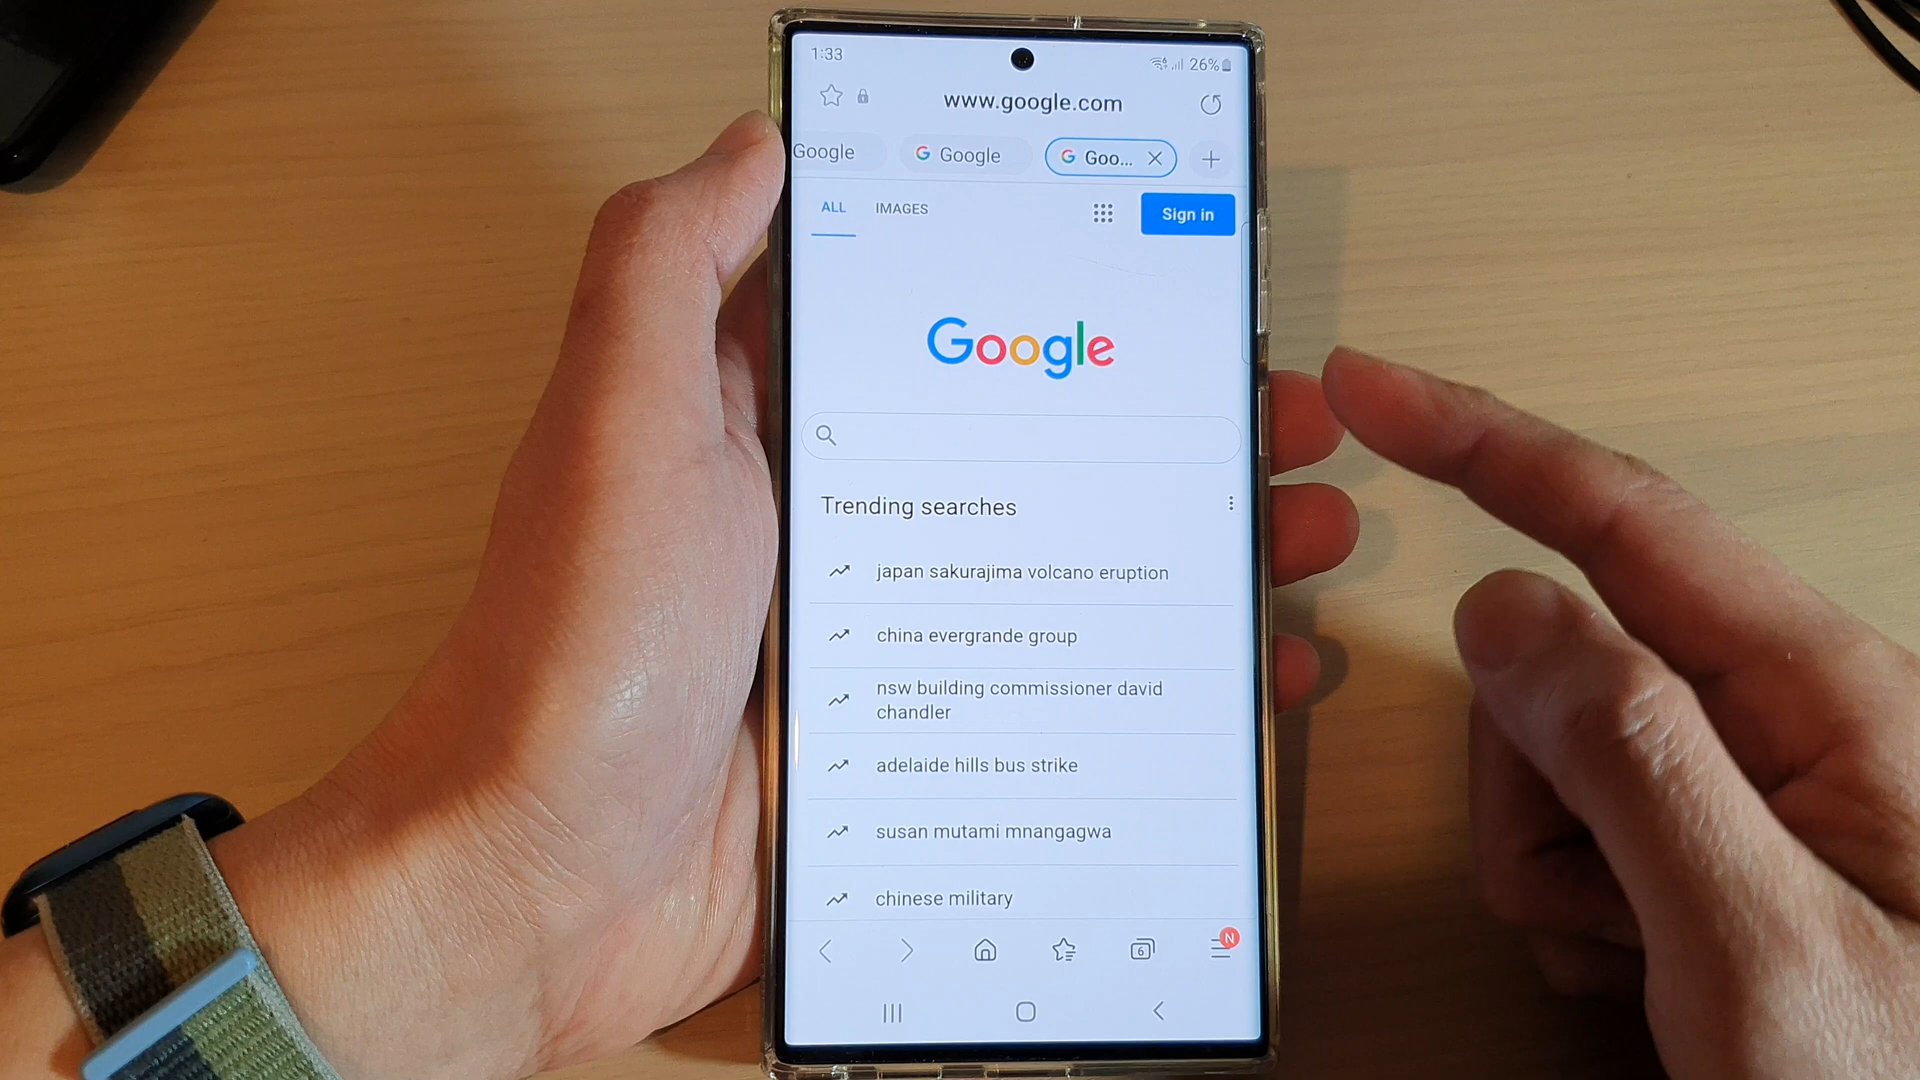 1:33
26%
www.google.com
Google
Google
Goo...
ALL IMAGES
Sign in
Google
Trending searches
japan sakurajima volcano eruption
china evergrande group
nsw building commissioner david
chandler
adelaide hills bus strike
susan mutami mnangagwa
chinese military
6
N